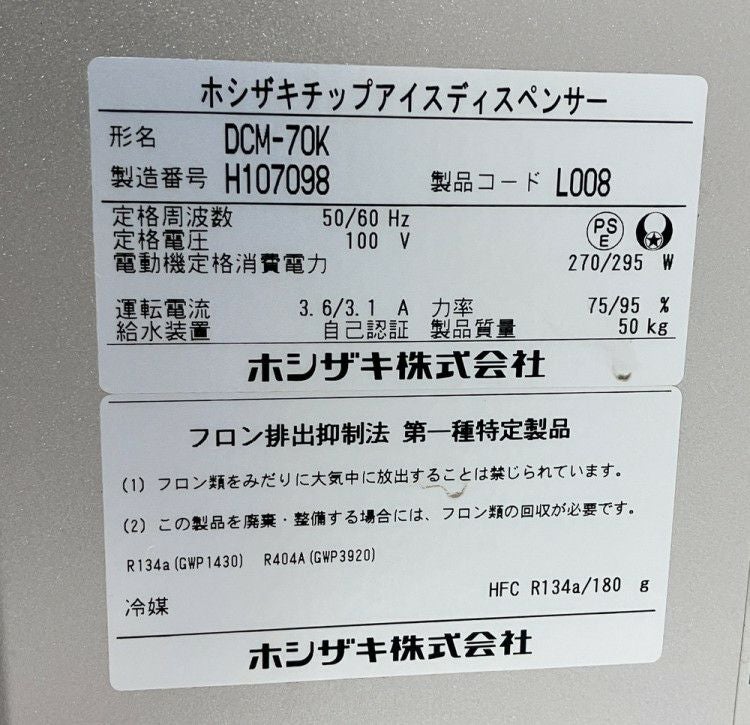 ホシザキチップアイスディスペンサー
形名 DCM-70K
製造番号 H107098 製品コード L008
定格周波数 50/60 Hz
定格電圧 100 V
PS E
電動機定格消費電力 270/295 W
運転電流 3.6/3.1 A 力率 75/95 %
給水装置 自己認証 製品質量 50 kg
ホシザキ株式会社
フロン排出抑制法 第一種特定製品
(1) フロン類をみだりに大気中に放出することは禁じられています。
(2) この製品を廃棄・整備する場合には、フロン類の回収が必要です。
R134a(GWP1430) R404A(GWP3920)
冷媒 HFC R134a/180 g
ホシザキ株式会社